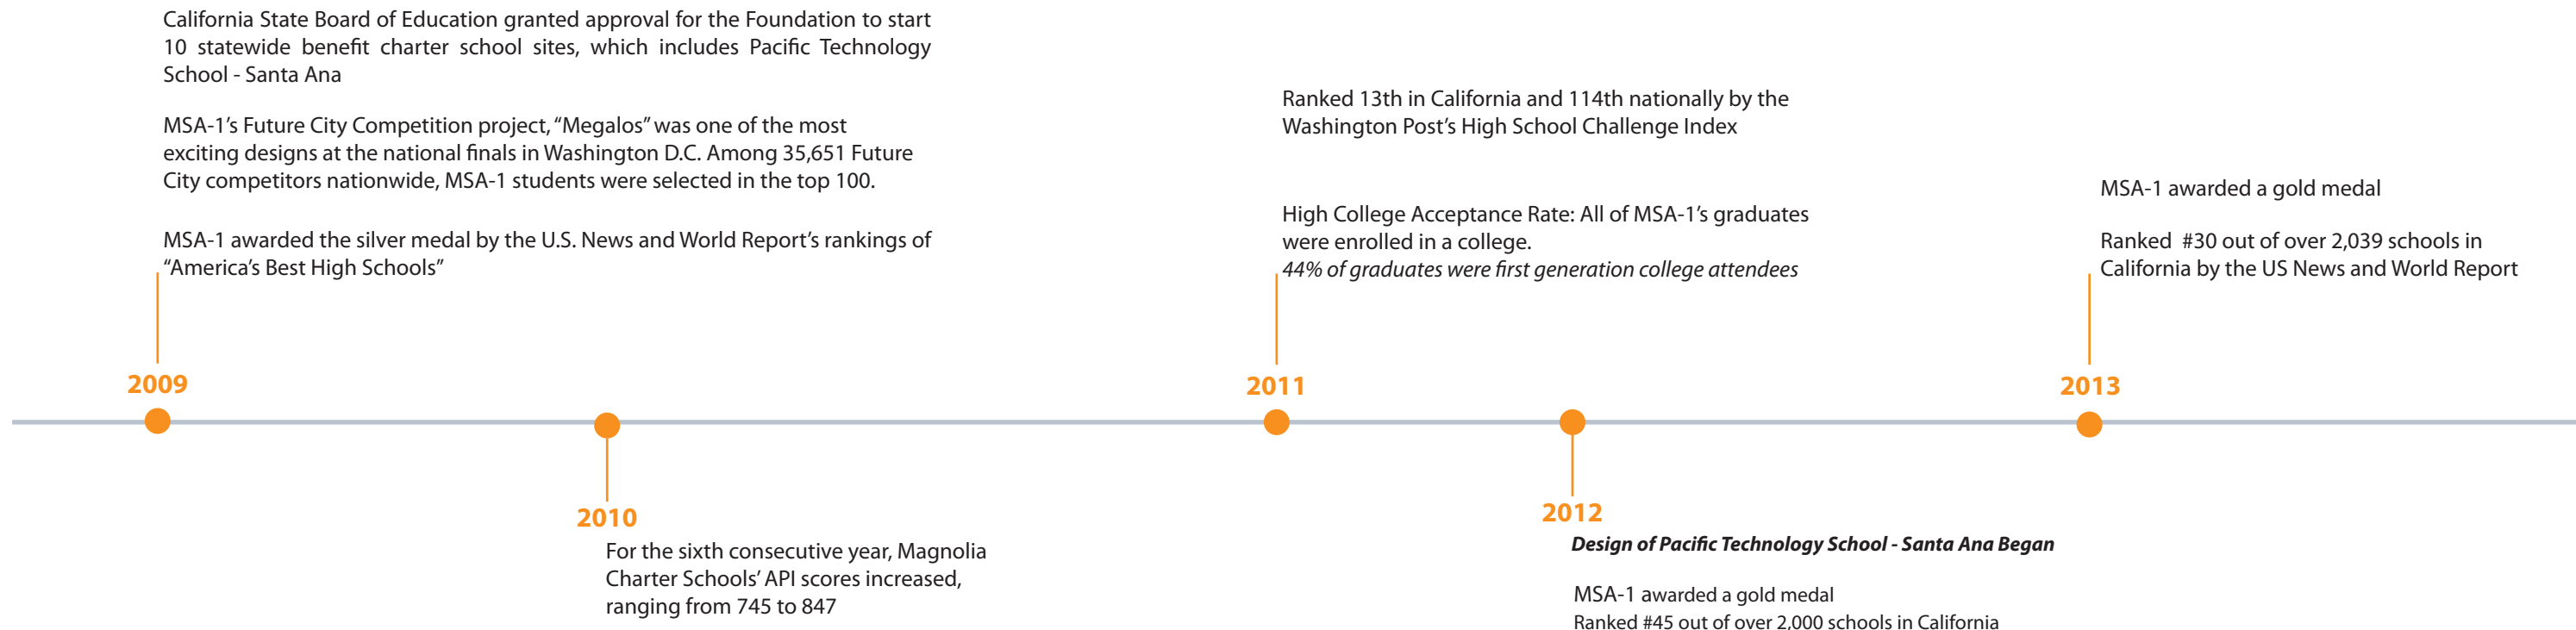 California State Board of Education granted approval for the Foundation to start
10 statewide benefit charter school sites, which includes Pacific Technology
School - Santa Ana
MSA-1's Future City Competition project, “Megalos” was one of the most
exciting designs at the national finals in Washington D.C. Among 35,651 Future
City competitors nationwide, MSA-1 students were selected in the top 100.
MSA-1 awarded the silver medal by the U.S. News and World Report's rankings of
“America's Best High Schools”
2009
2010
For the sixth consecutive year, Magnolia
Charter Schools' API scores increased,
ranging from 745 to 847
Ranked 13th in California and 114th nationally by the
Washington Post's High School Challenge Index
High College Acceptance Rate: All of MSA-1's graduates
were enrolled in a college.
44% of graduates were first generation college attendees
2011
2012
Design of Pacific Technology School - Santa Ana Began
MSA-1 awarded a gold medal
Ranked #45 out of over 2,000 schools in California
MSA-1 awarded a gold medal
Ranked #30 out of over 2,039 schools in
California by the US News and World Report
2013